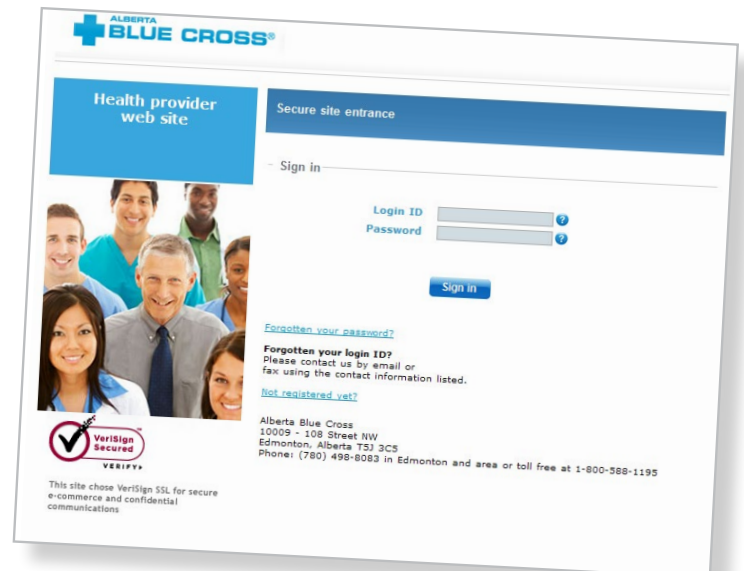 ALBERTA
BLUE CROSS®
Health provider
web site
Secure site entrance
Sign in
Login ID
?
Password
?
Sign in
Forgotten your password?
Forgotten your login ID?
Please contact us by email or
fax using the contact information listed.
Not registered yet?
Alberta Blue Cross
10009 - 108 Street NW
Edmonton, Alberta T5J 3C5
Phone: (780) 498-8083 in Edmonton and area or toll free at 1-800-588-1195
VeriSign
Secured
VERIFY
This site chose VeriSign SSL for secure
e-commerce and confidential
communications